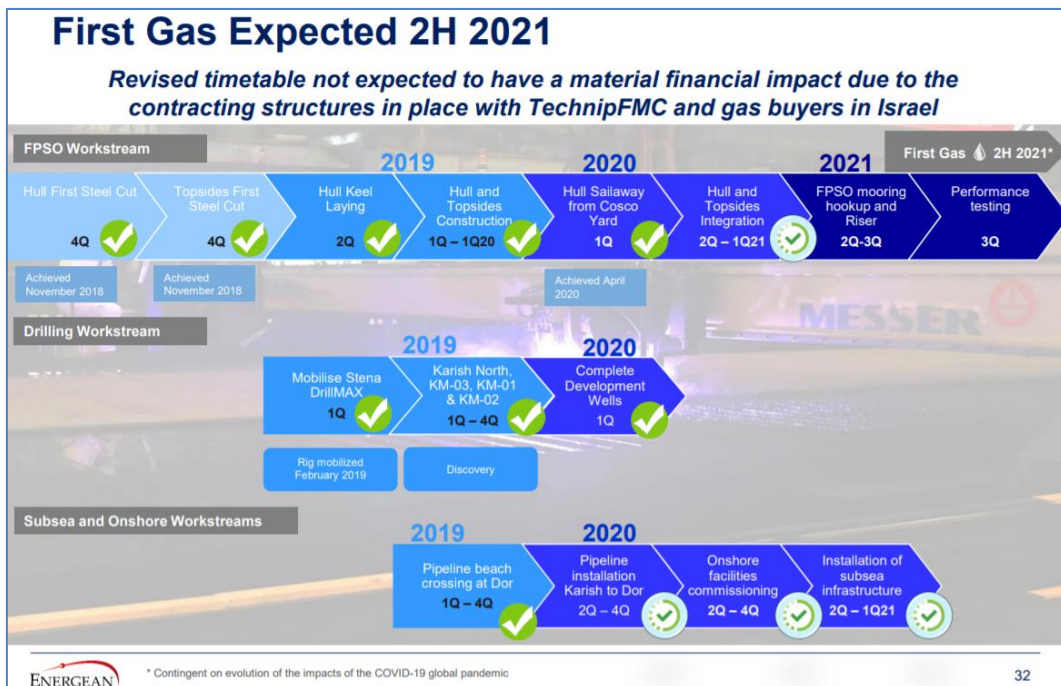 First Gas Expected 2H 2021
Revised timetable not expected to have a material financial impact due to the
contracting structures in place with TechnipFMC and gas buyers in Israel
FPSO Workstream
2019
2020
2021
First Gas 2H 2021*
Hull First Steel Cut
4Q
Topsides First
Steel Cut
4Q
Hull Keel
Laying
2Q
Hull and
Topsides
Construction
1Q – 1Q20
Hull Sailaway
from Cosco
Yard
1Q
Hull and
Topsides
Integration
2Q – 1Q21
FPSO mooring
hookup and
Riser
2Q-3Q
Performance
testing
3Q
Achieved
November 2018
Achieved
November 2018
Achieved April
2020
MESSER
Drilling Workstream
2019
2020
Mobilise Stena
DrillMAX
1Q
Karish North,
KM-03, KM-01
& KM-02
1Q – 4Q
Complete
Development
Wells
1Q
Rig mobilized
February 2019
Discovery
Subsea and Onshore Workstreams
2019
2020
Pipeline beach
crossing at Dor
1Q – 4Q
Pipeline
installation
Karish to Dor
2Q – 4Q
Onshore
facilities
commissioning
2Q – 4Q
Installation of
subsea
infrastructure
2Q – 1Q21
ENERGEAN
* Contingent on evolution of the impacts of the COVID-19 global pandemic
32